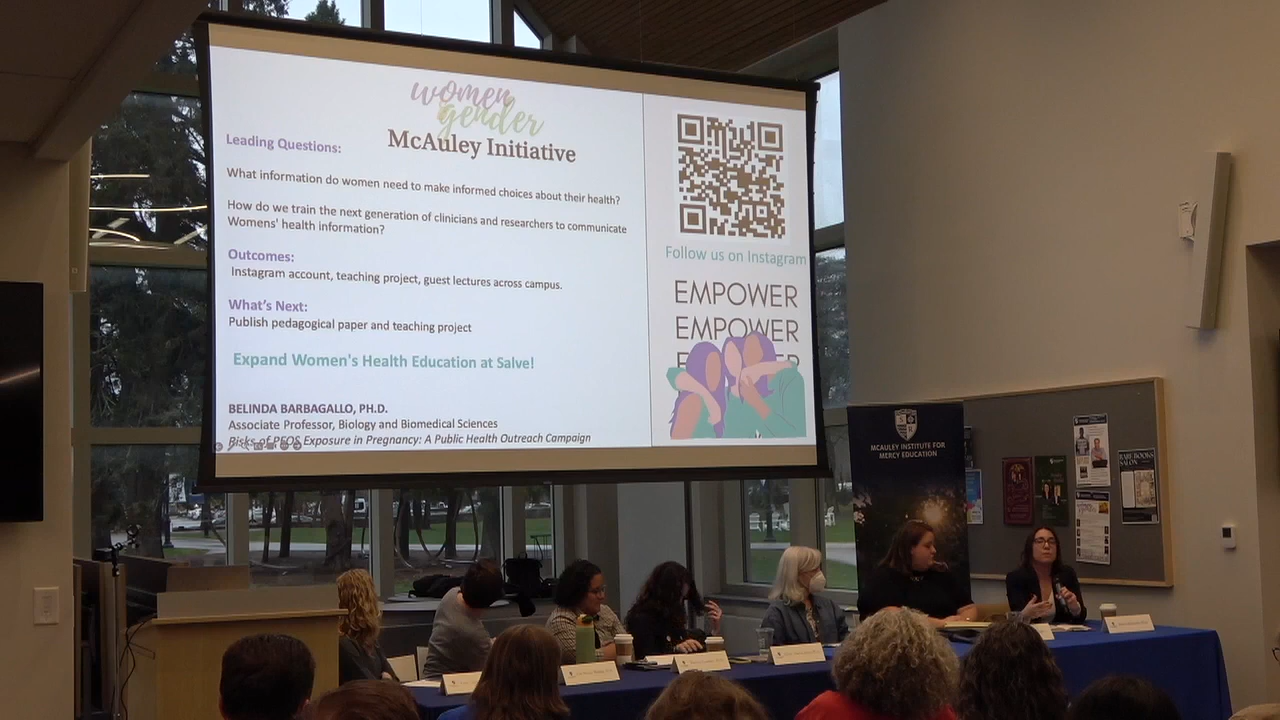 women
gender
McAuley Initiative
Leading Questions:
What information do women need to make informed choices about their health?
How do we train the next generation of clinicians and researchers to communicate
Womens' health information?
Outcomes:
Instagram account, teaching project, guest lectures across campus.
What's Next:
Publish pedagogical paper and teaching project
Expand Women's Health Education at Salve!
BELINDA BARBAGALLO, PH.D.
Associate Professor, Biology and Biomedical Sciences
Risks of PFOS Exposure in Pregnancy: A Public Health Outreach Campaign
Follow us on Instagram
EMPOWER
EMPOWER
MCAULEY INSTITUTE FOR
MERCY EDUCATION
RARE BOOKS
SALON